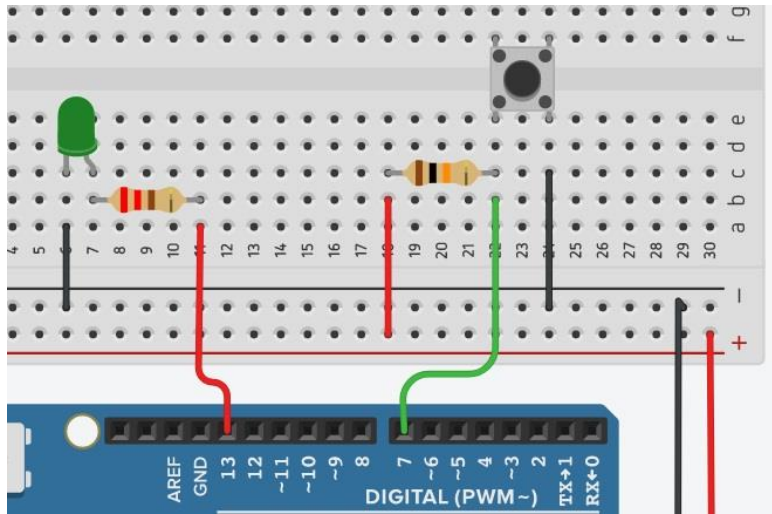 g
f
e
d
c
b
a
4 5 6 7 8 9 10 11 12 13 14 15 16 17 18 19 20 21 22 23 24 25 26 27 28 29 30
−
+
AREF GND 13 12 ~11 ~10 ~9 8 7 ~6 ~5 4 ~3 2 TX→1 RX←0
DIGITAL (PWM~)